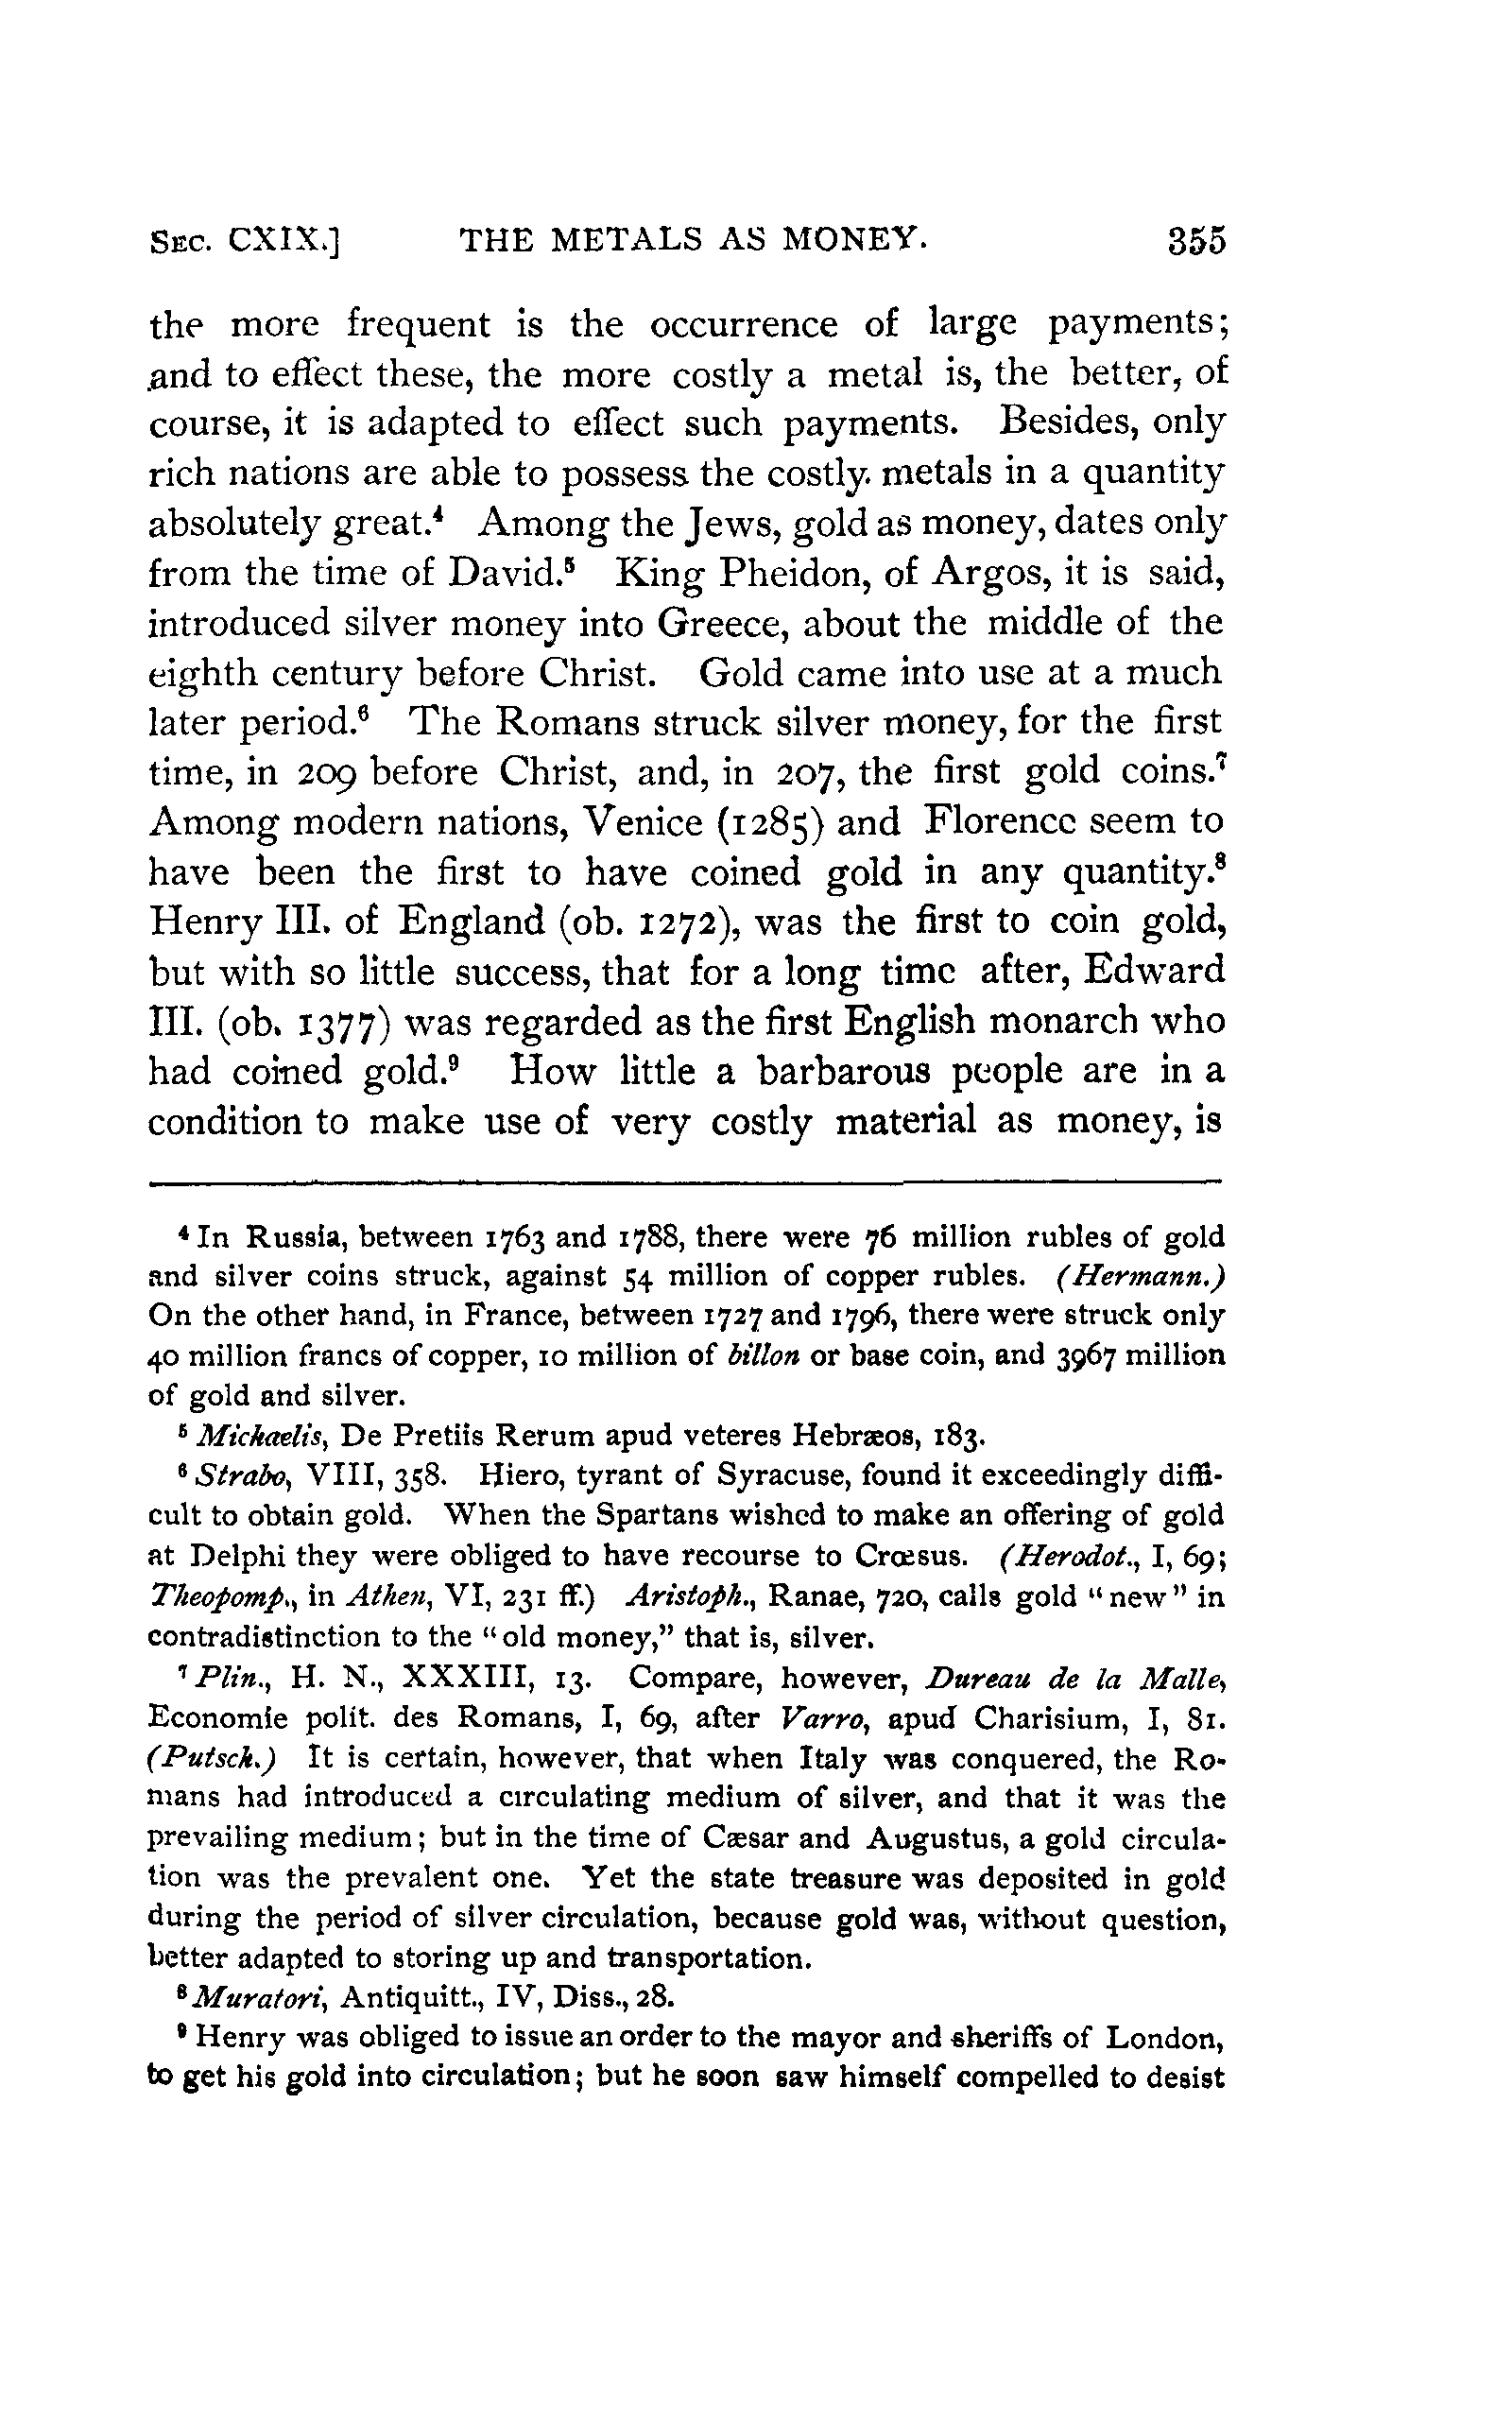 SEC. CXIX.] THE METALS AS MONEY. 355
the more frequent is the occurrence of large payments;
and to effect these, the more costly a metal is, the better, of
course, it is adapted to effect such payments. Besides, only
rich nations are able to possess the costly metals in a quantity
absolutely great.⁴ Among the Jews, gold as money, dates only
from the time of David.⁵ King Pheidon, of Argos, it is said,
introduced silver money into Greece, about the middle of the
eighth century before Christ. Gold came into use at a much
later period.⁶ The Romans struck silver money, for the first
time, in 209 before Christ, and, in 207, the first gold coins.⁷
Among modern nations, Venice (1285) and Florence seem to
have been the first to have coined gold in any quantity.⁸
Henry III. of England (ob. 1272), was the first to coin gold,
but with so little success, that for a long time after, Edward
III. (ob. 1377) was regarded as the first English monarch who
had coined gold.⁹ How little a barbarous people are in a
condition to make use of very costly material as money, is
⁴ In Russia, between 1763 and 1788, there were 76 million rubles of gold
and silver coins struck, against 54 million of copper rubles. (Hermann.)
On the other hand, in France, between 1727 and 1796, there were struck only
40 million francs of copper, 10 million of billon or base coin, and 3967 million
of gold and silver.
⁵ Michaelis, De Pretiis Rerum apud veteres Hebræos, 183.
⁶ Strabo, VIII, 358. Hiero, tyrant of Syracuse, found it exceedingly diffi-
cult to obtain gold. When the Spartans wished to make an offering of gold
at Delphi they were obliged to have recourse to Crœsus. (Herodot., I, 69;
Theopomp., in Athen, VI, 231 ff.) Aristoph., Ranae, 720, calls gold "new" in
contradistinction to the "old money," that is, silver.
⁷ Plin., H. N., XXXIII, 13. Compare, however, Dureau de la Malle,
Economie polit. des Romans, I, 69, after Varro, apud Charisium, I, 81.
(Putsch.) It is certain, however, that when Italy was conquered, the Ro-
mans had introduced a circulating medium of silver, and that it was the
prevailing medium; but in the time of Cæsar and Augustus, a gold circula-
tion was the prevalent one. Yet the state treasure was deposited in gold
during the period of silver circulation, because gold was, without question,
better adapted to storing up and transportation.
⁸ Muratori, Antiquitt., IV, Diss., 28.
⁹ Henry was obliged to issue an order to the mayor and sheriffs of London,
to get his gold into circulation; but he soon saw himself compelled to desist